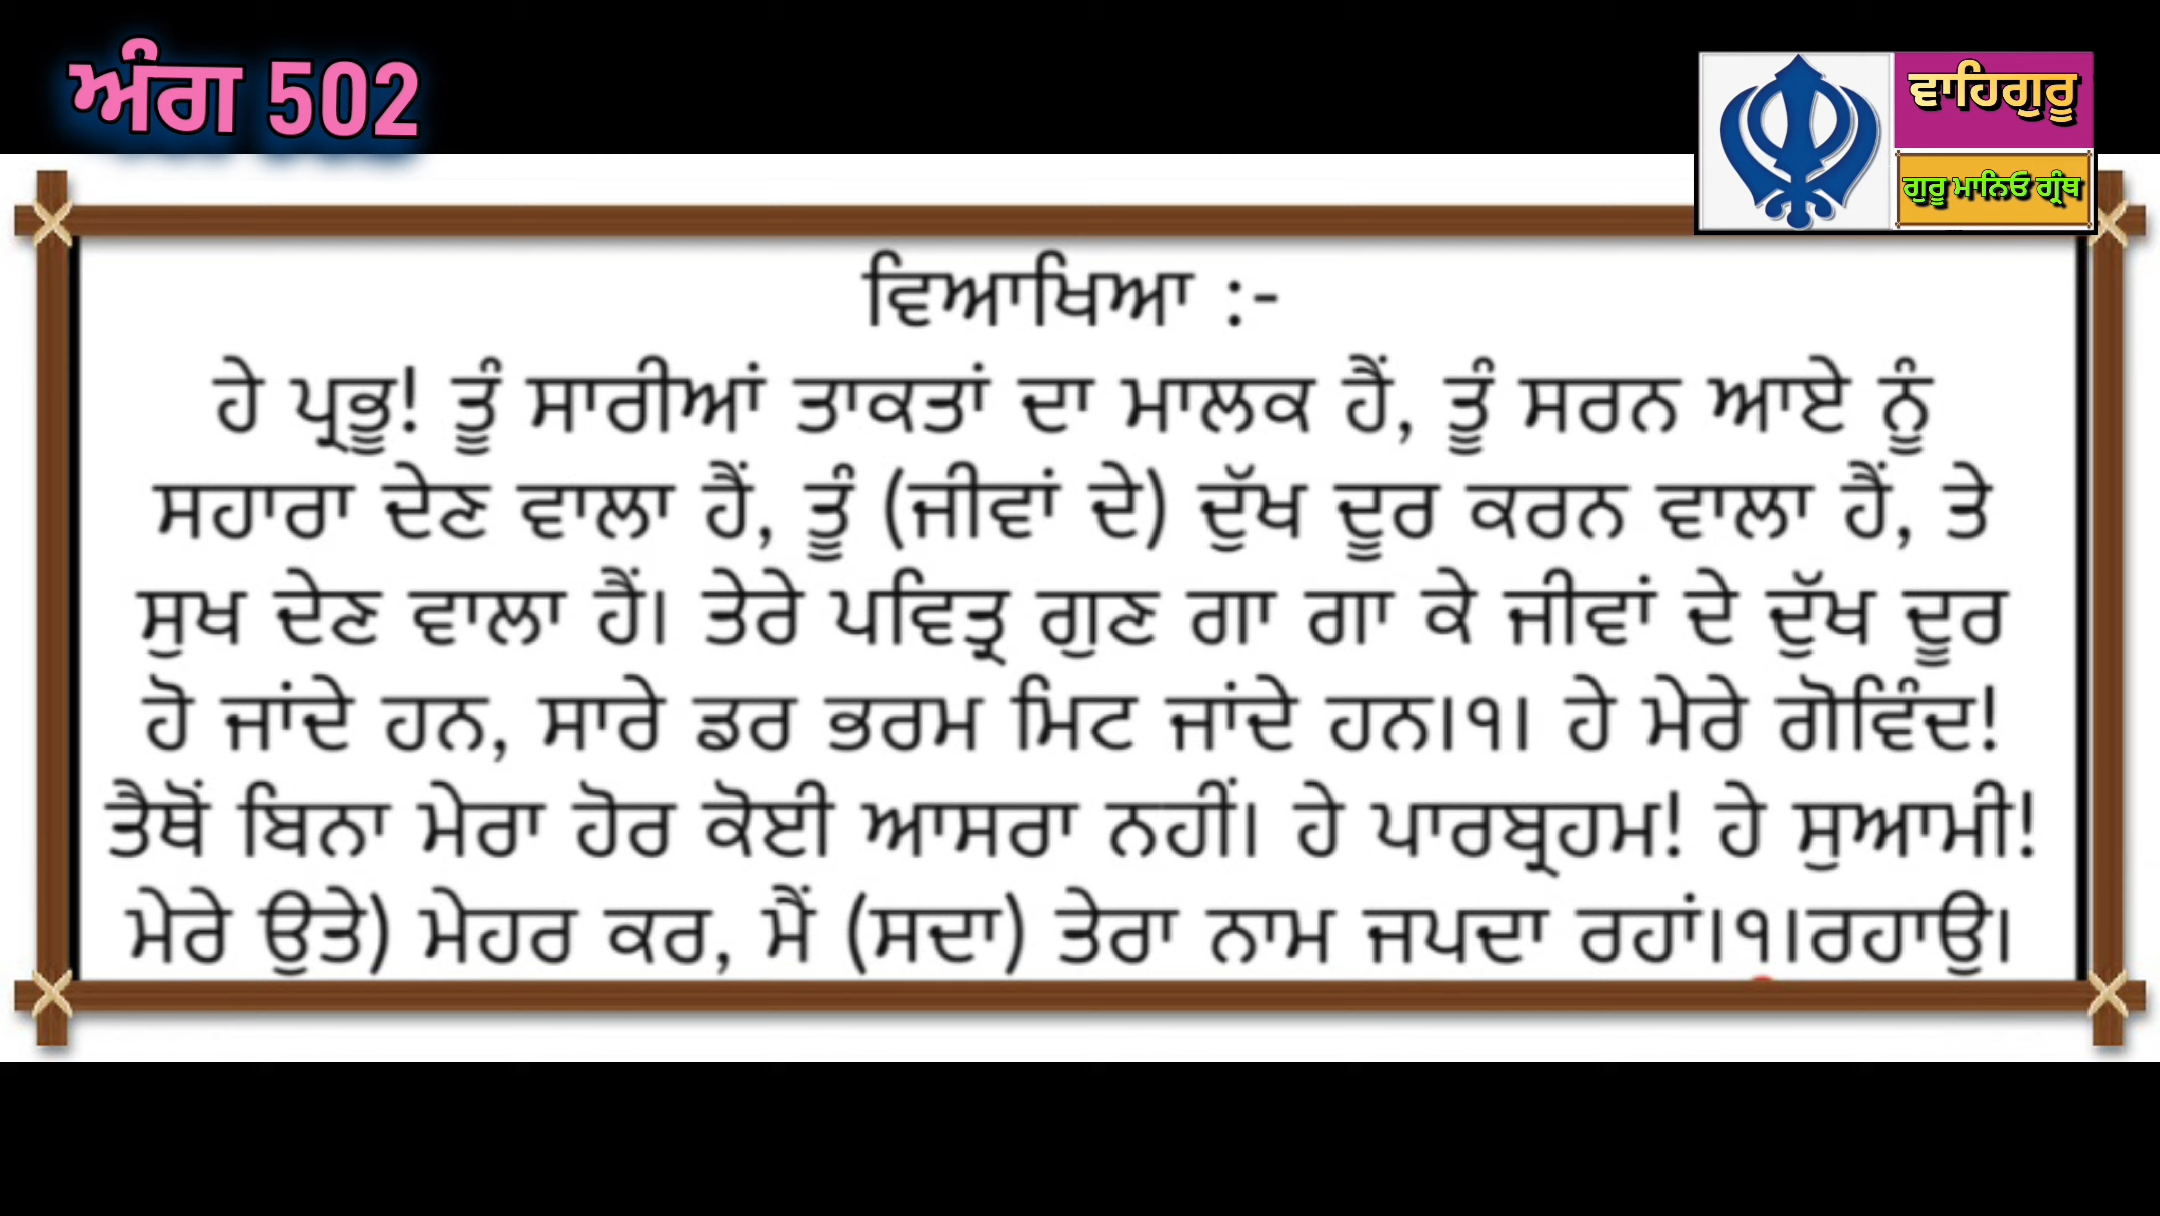 ਅੰਗ 502
ਵਾਹਿਗੁਰੂ
ਗੁਰੂ ਮਾਨਿਓ ਗ੍ਰੰਥ
ਵਿਆਖਿਆ :-
ਹੇ ਪ੍ਰਭੂ! ਤੂੰ ਸਾਰੀਆਂ ਤਾਕਤਾਂ ਦਾ ਮਾਲਕ ਹੈਂ, ਤੂੰ ਸਰਨ ਆਏ ਨੂੰ
ਸਹਾਰਾ ਦੇਣ ਵਾਲਾ ਹੈਂ, ਤੂੰ (ਜੀਵਾਂ ਦੇ) ਦੁੱਖ ਦੂਰ ਕਰਨ ਵਾਲਾ ਹੈਂ, ਤੇ
ਸੁਖ ਦੇਣ ਵਾਲਾ ਹੈਂ। ਤੇਰੇ ਪਵਿਤ੍ਰ ਗੁਣ ਗਾ ਗਾ ਕੇ ਜੀਵਾਂ ਦੇ ਦੁੱਖ ਦੂਰ
ਹੋ ਜਾਂਦੇ ਹਨ, ਸਾਰੇ ਡਰ ਭਰਮ ਮਿਟ ਜਾਂਦੇ ਹਨ।੧। ਹੇ ਮੇਰੇ ਗੋਵਿੰਦ!
ਤੈਥੋਂ ਬਿਨਾ ਮੇਰਾ ਹੋਰ ਕੋਈ ਆਸਰਾ ਨਹੀਂ। ਹੇ ਪਾਰਬ੍ਰਹਮ! ਹੇ ਸੁਆਮੀ!
ਮੇਰੇ ਉਤੇ) ਮੇਹਰ ਕਰ, ਮੈਂ (ਸਦਾ) ਤੇਰਾ ਨਾਮ ਜਪਦਾ ਰਹਾਂ।੧।ਰਹਾਉ।